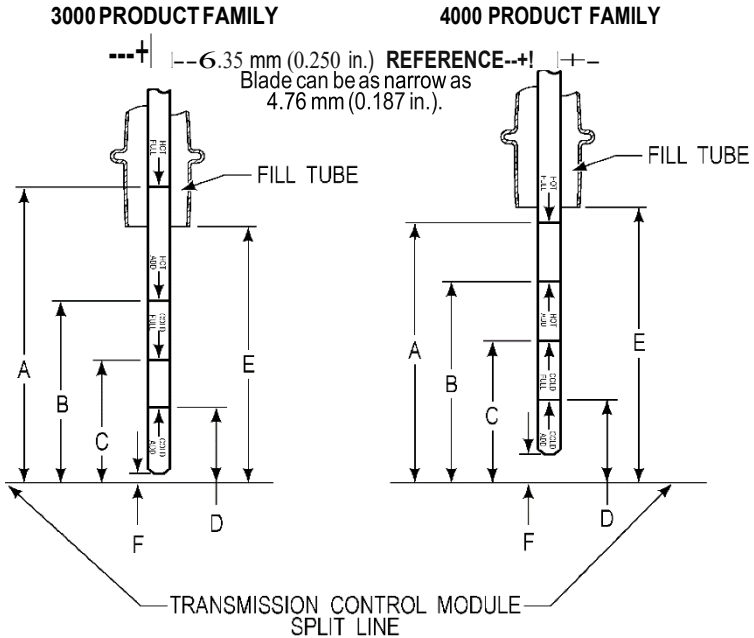 3000 PRODUCT FAMILY
4000 PRODUCT FAMILY
---+ |--6.35 mm (0.250 in.) REFERENCE--+! +–
Blade can be as narrow as
4.76 mm (0.187 in.).
HOT
FULL
FILL TUBE
HOT
ADD
COLD
FULL
COLD
ADD
A
B
C
D
E
F
HOT
FULL
FILL TUBE
HOT
ADD
COLD
FULL
COLD
ADD
A
B
C
D
E
F
TRANSMISSION CONTROL MODULE
SPLIT LINE